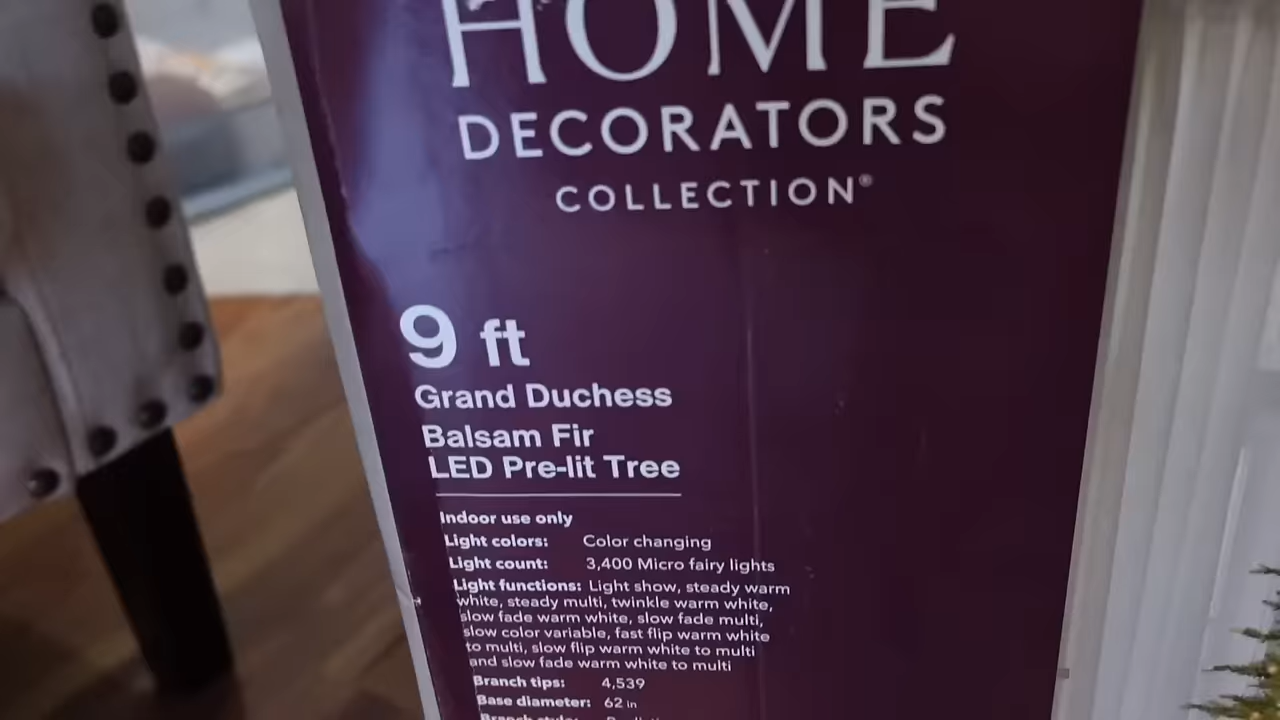 HOME
DECORATORS
COLLECTION®
9 ft
Grand Duchess
Balsam Fir
LED Pre-lit Tree
Indoor use only
Light colors: Color changing
Light count: 3,400 Micro fairy lights
Light functions: Light show, steady warm
white, steady multi, twinkle warm white,
slow fade warm white, slow fade multi,
slow color variable, fast flip warm white
to multi, slow flip warm white to multi
and slow fade warm white to multi
Branch tips: 4,539
Base diameter: 62 in